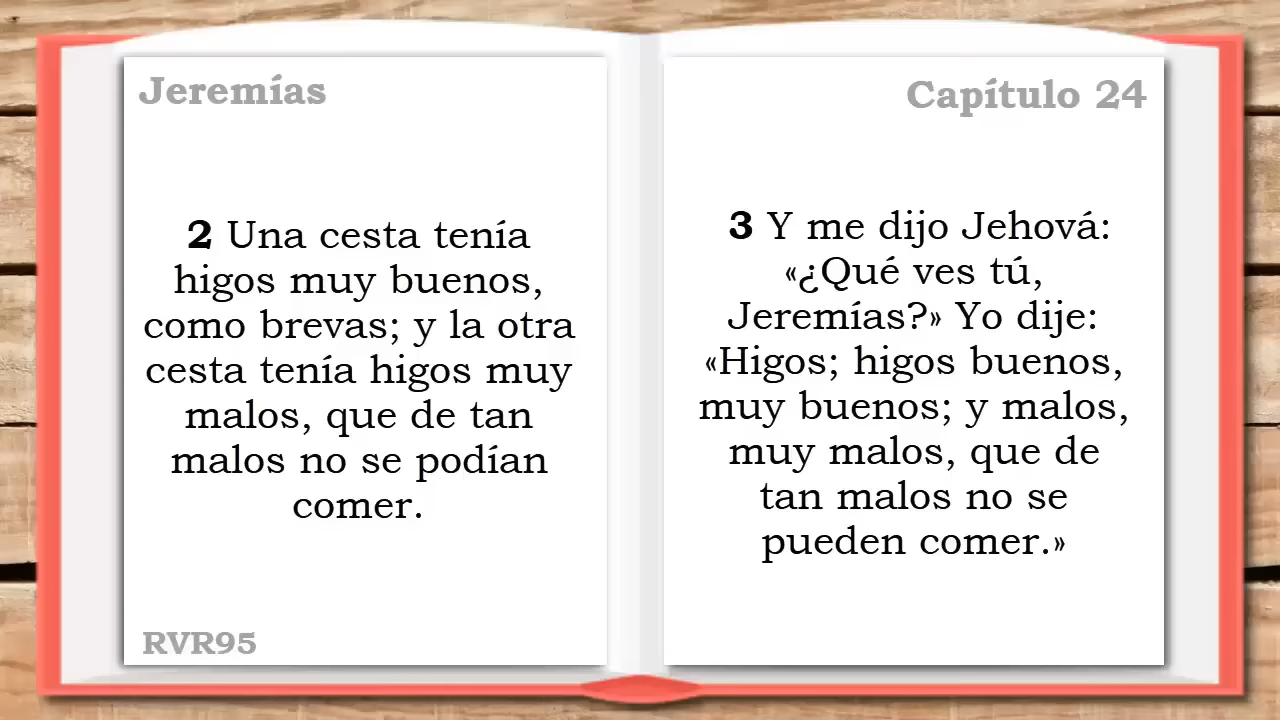 Jeremías
2 Una cesta tenía
higos muy buenos,
como brevas; y la otra
cesta tenía higos muy
malos, que de tan
malos no se podían
comer.
RVR95
Capítulo 24
3 Y me dijo Jehová:
«¿Qué ves tú,
Jeremías?» Yo dije:
«Higos; higos buenos,
muy buenos; y malos,
muy malos, que de
tan malos no se
pueden comer.»